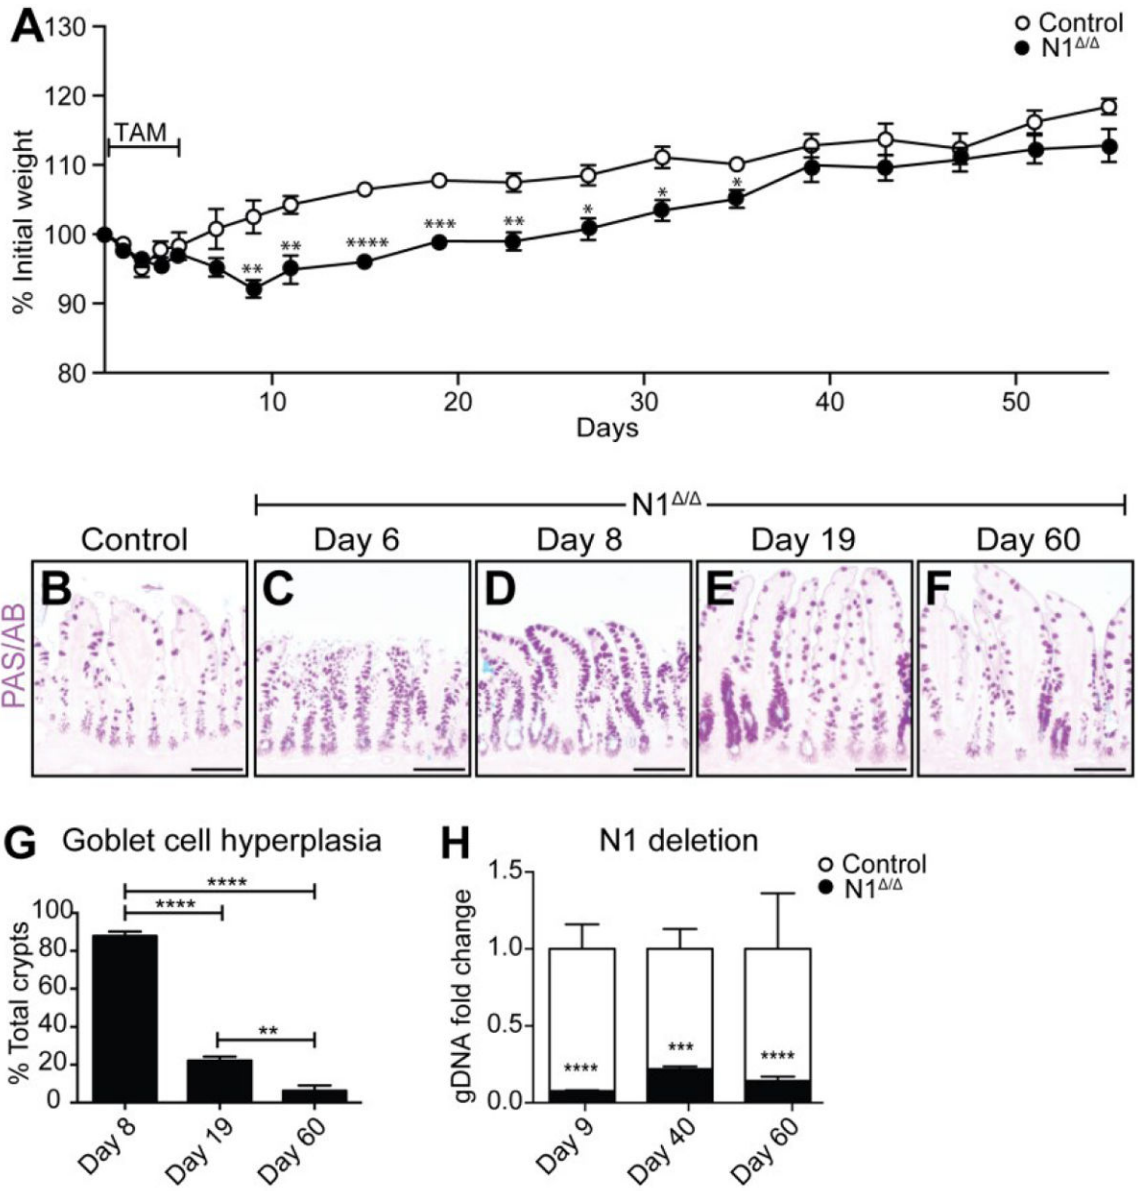 A
130
120
110
100
90
80
% Initial weight
TAM
Control
N1Δ/Δ
**
**
****
***
**
*
*
*
10
20
30
40
50
Days
N1Δ/Δ
Control
Day 6
Day 8
Day 19
Day 60
PAS/AB
B
C
D
E
F
G
Goblet cell hyperplasia
****
****
**
100
80
60
40
20
0
% Total crypts
Day 8
Day 19
Day 60
H
N1 deletion
Control
N1Δ/Δ
1.5
1.0
0.5
0.0
gDNA fold change
****
***
****
Day 9
Day 40
Day 60